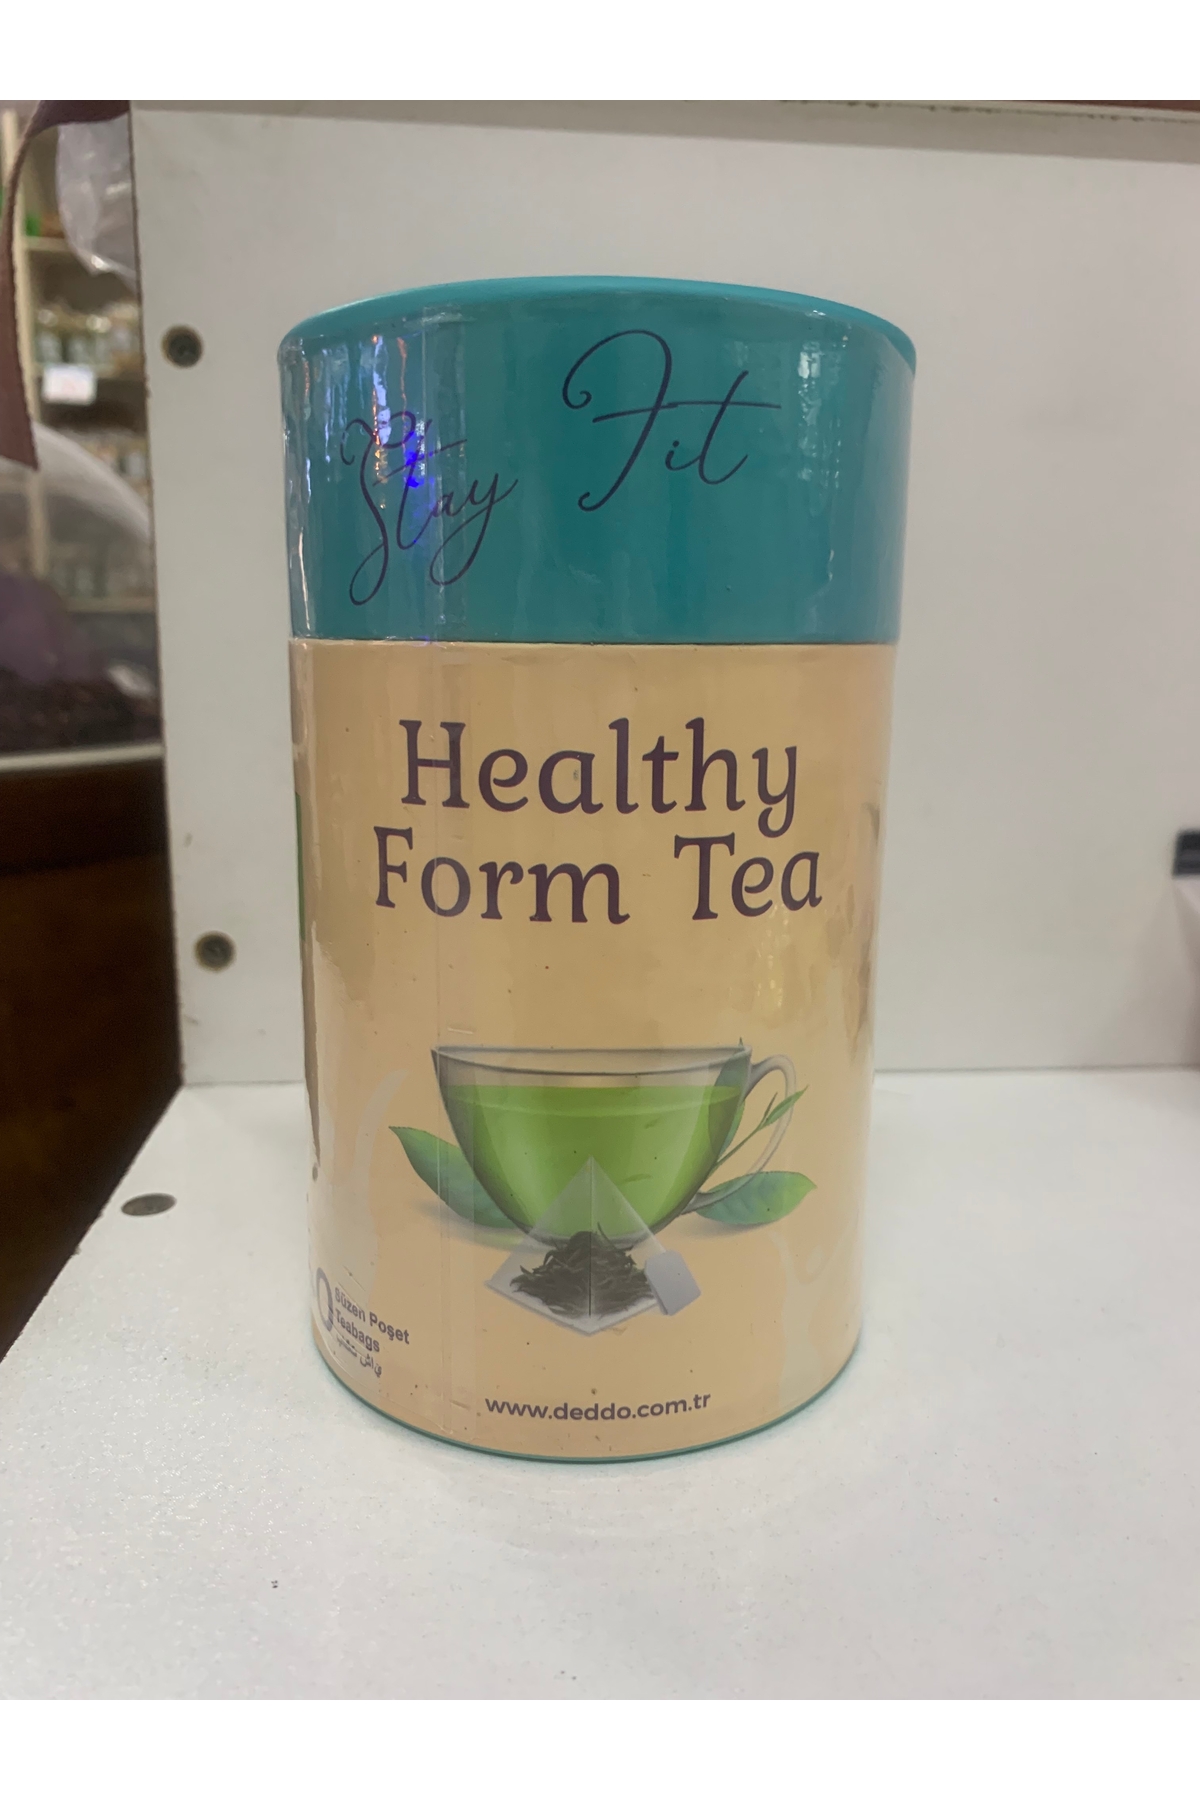 Stay Fit
Healthy
Form Tea
Süzen Poşet
Teabags
www.deddo.com.tr